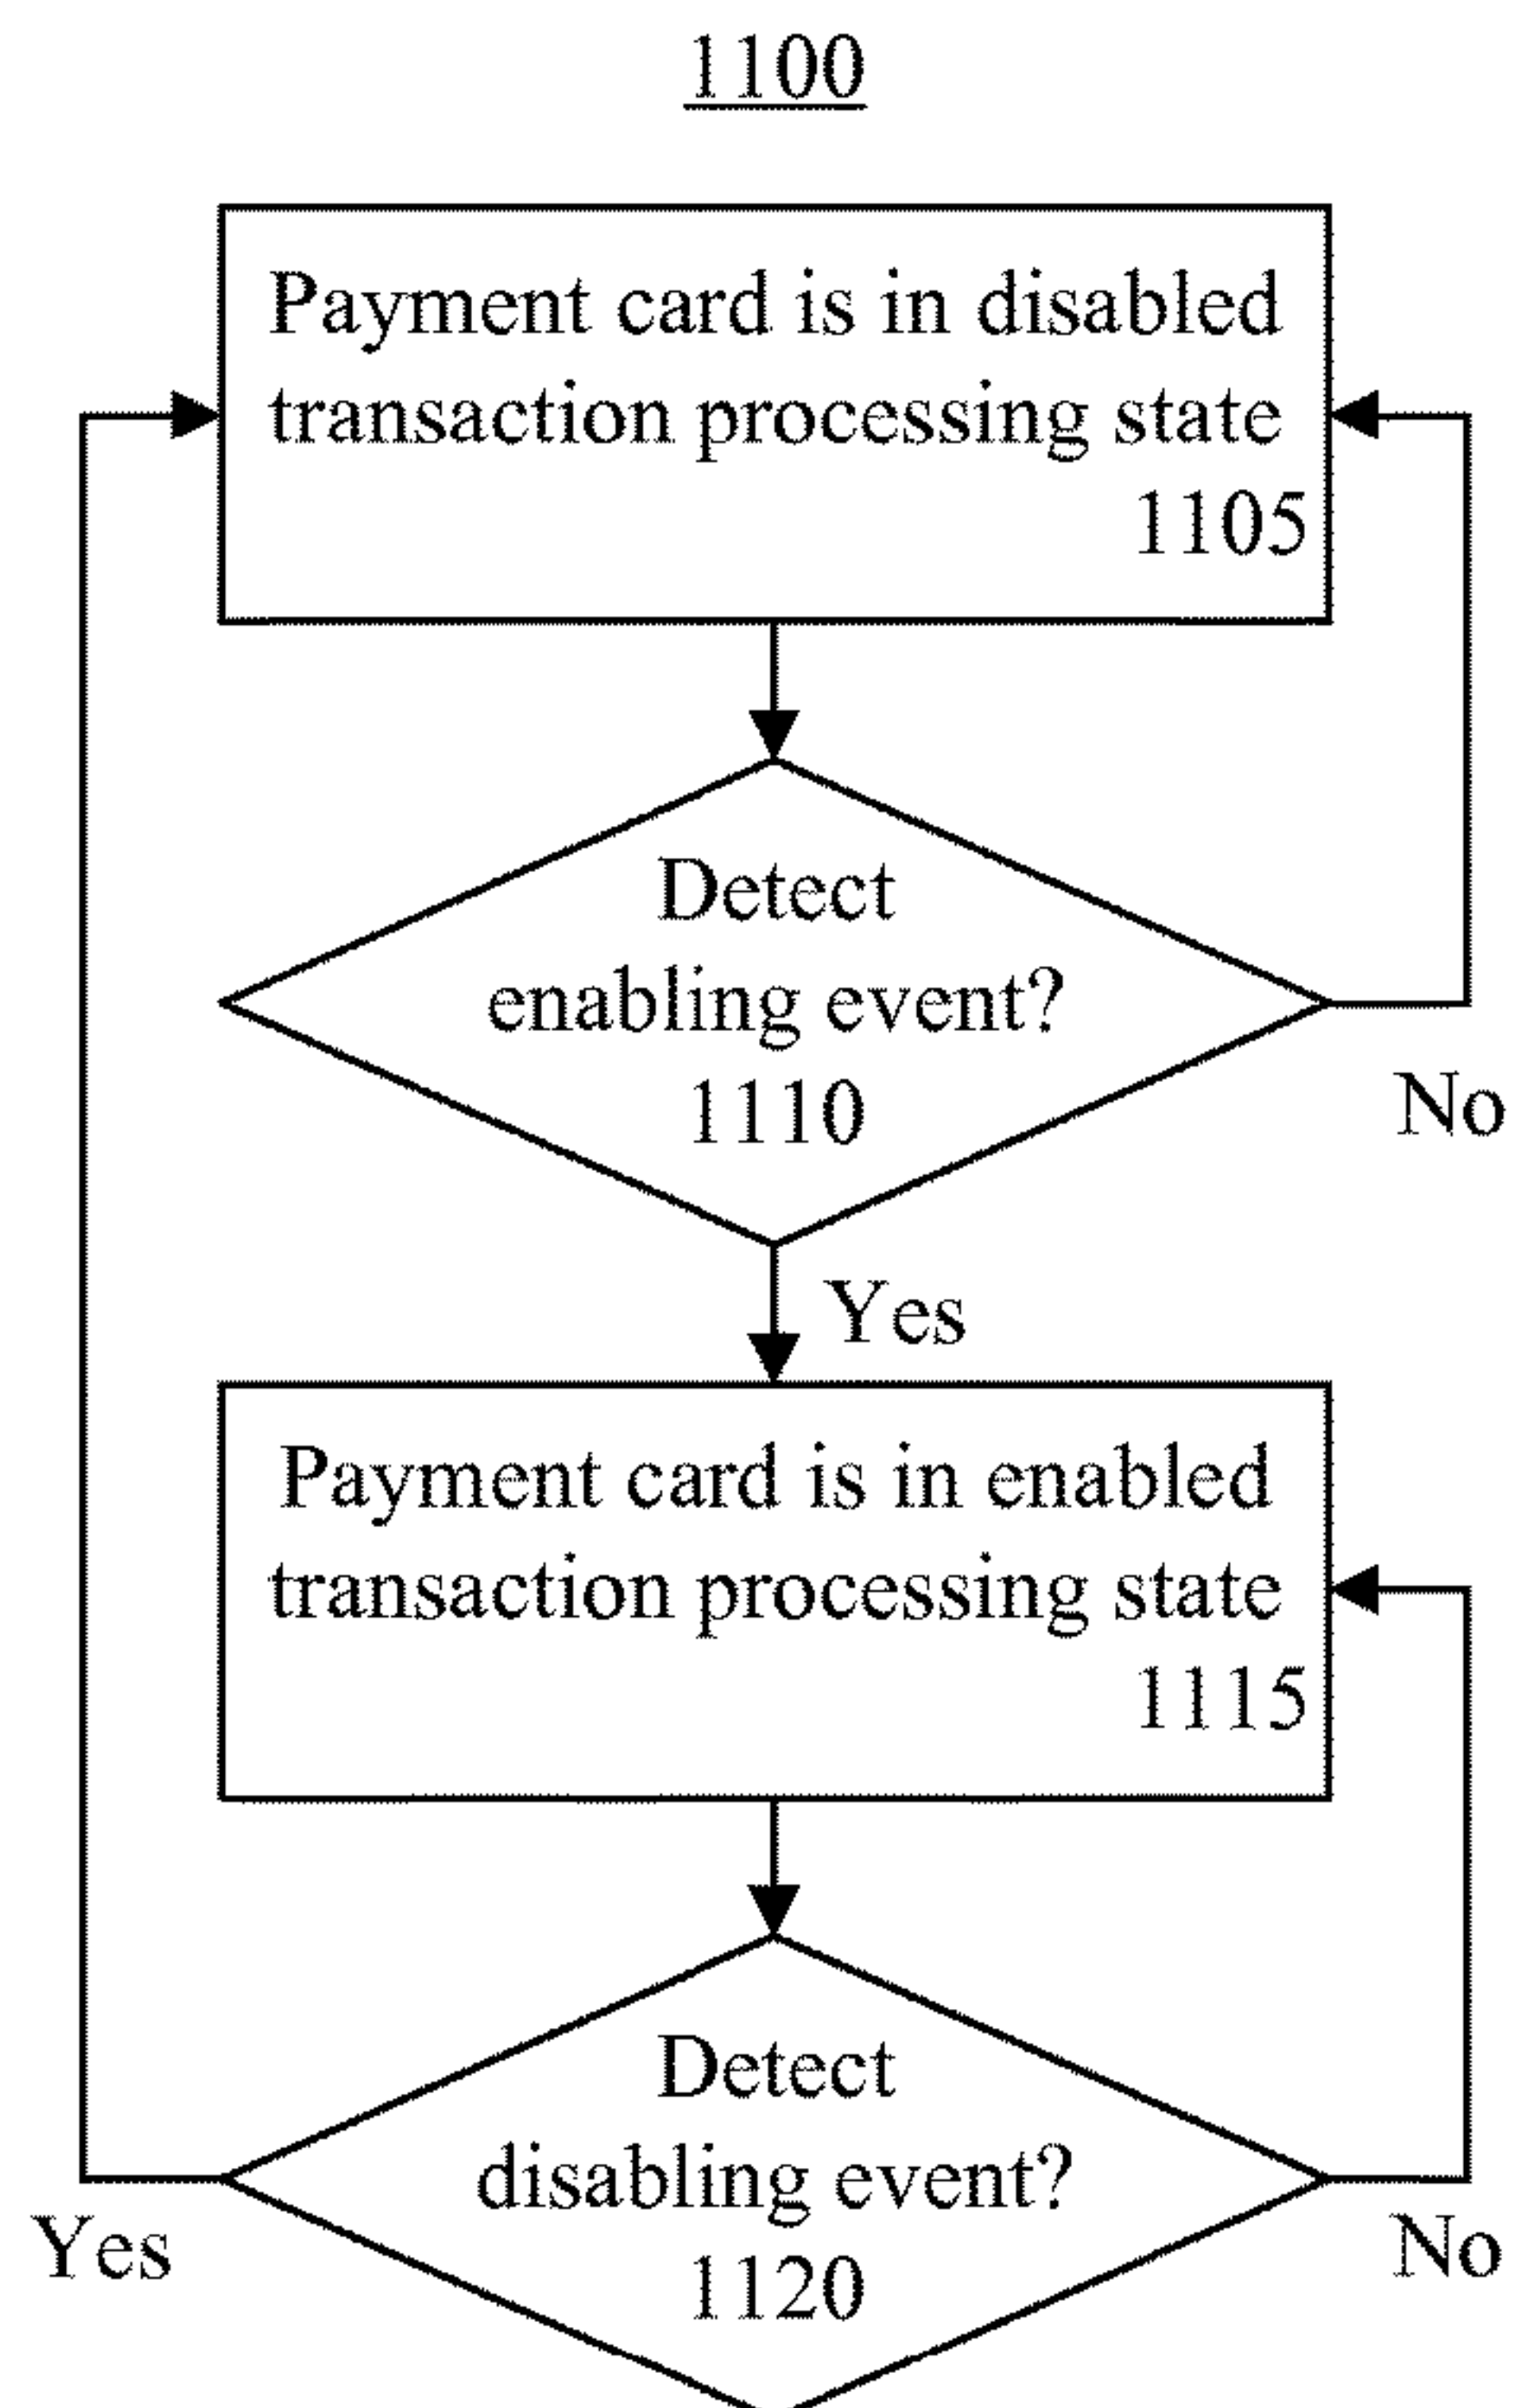 1100
Payment card is in disabled
transaction processing state
1105
Detect
enabling event?
1110
No
Yes
Payment card is in enabled
transaction processing state
1115
Detect
disabling event?
1120
Yes
No